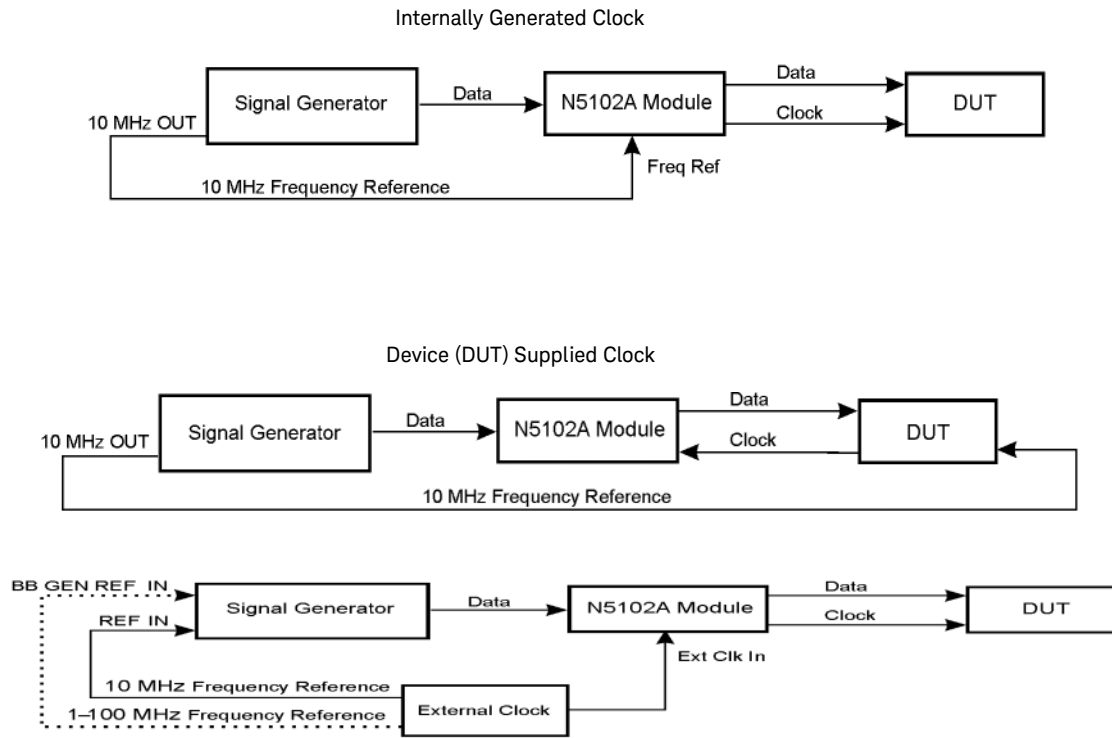 Internally Generated Clock
Signal Generator
Data
N5102A Module
Data
Clock
DUT
10 MHz OUT
Freq Ref
10 MHz Frequency Reference
Device (DUT) Supplied Clock
Signal Generator
Data
N5102A Module
Data
Clock
DUT
10 MHz OUT
10 MHz Frequency Reference
BB GEN REF IN
REF IN
Signal Generator
Data
N5102A Module
Data
Clock
DUT
Ext Clk In
10 MHz Frequency Reference
1–100 MHz Frequency Reference
External Clock